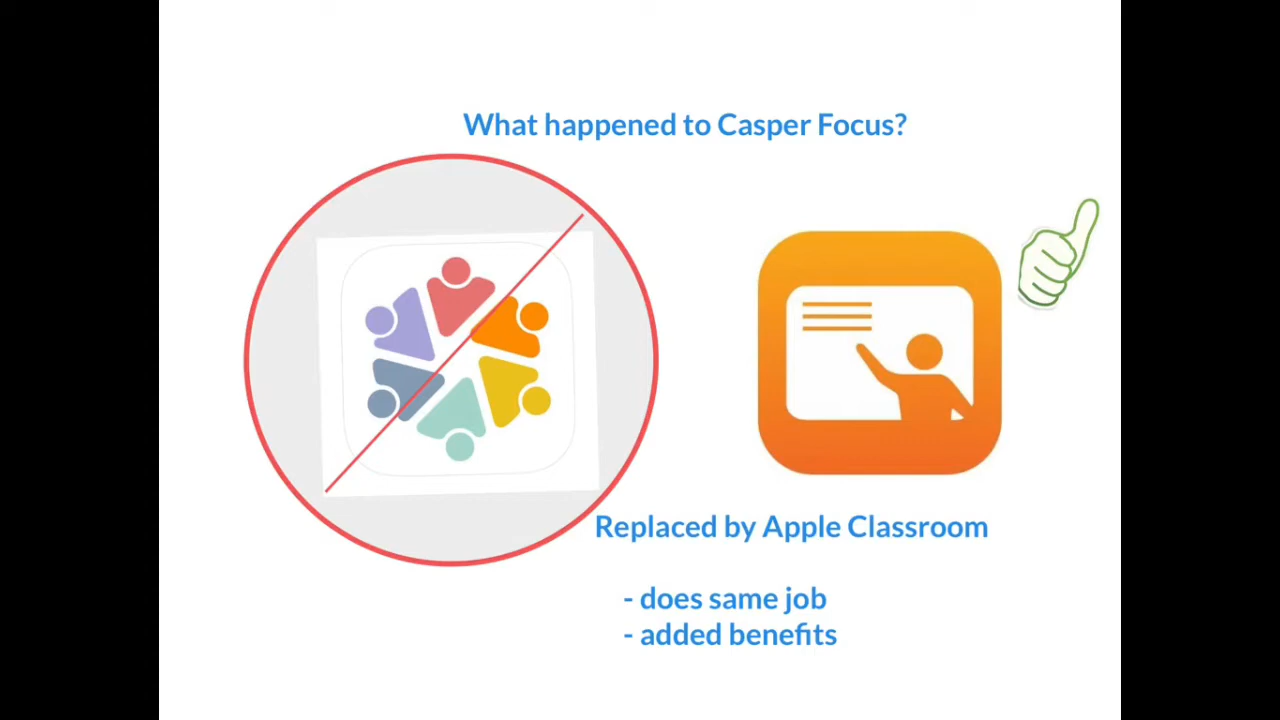 What happened to Casper Focus?
Replaced by Apple Classroom
- does same job
- added benefits